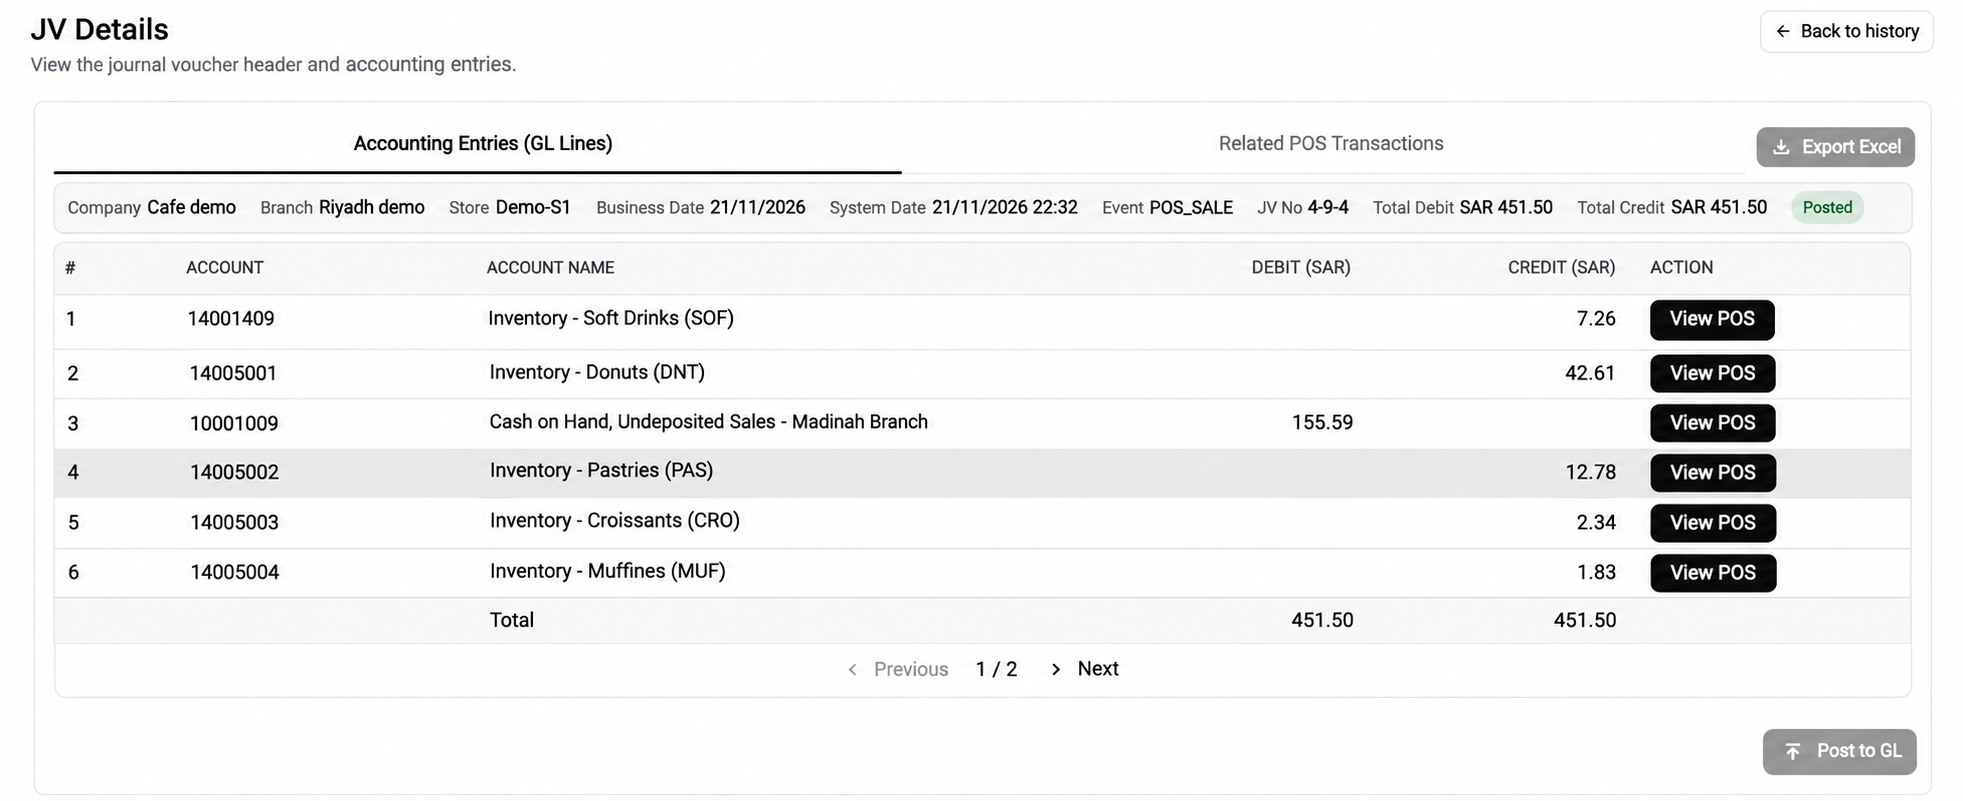 JV Details
Back to history
View the journal voucher header and accounting entries.
Accounting Entries (GL Lines) Related POS Transactions Export Excel
Company Cafe demo Branch Riyadh demo Store Demo-S1 Business Date 21/11/2026 System Date 21/11/2026 22:32 Event POS_SALE JV No 4-9-4 Total Debit SAR 451.50 Total Credit SAR 451.50 Posted
# ACCOUNT ACCOUNT NAME DEBIT (SAR) CREDIT (SAR) ACTION
1 14001409 Inventory - Soft Drinks (SOF) 7.26 View POS
2 14005001 Inventory - Donuts (DNT) 42.61 View POS
3 10001009 Cash on Hand, Undeposited Sales - Madinah Branch 155.59 View POS
4 14005002 Inventory - Pastries (PAS) 12.78 View POS
5 14005003 Inventory - Croissants (CRO) 2.34 View POS
6 14005004 Inventory - Muffines (MUF) 1.83 View POS
Total 451.50 451.50
Previous 1 / 2 Next
Post to GL